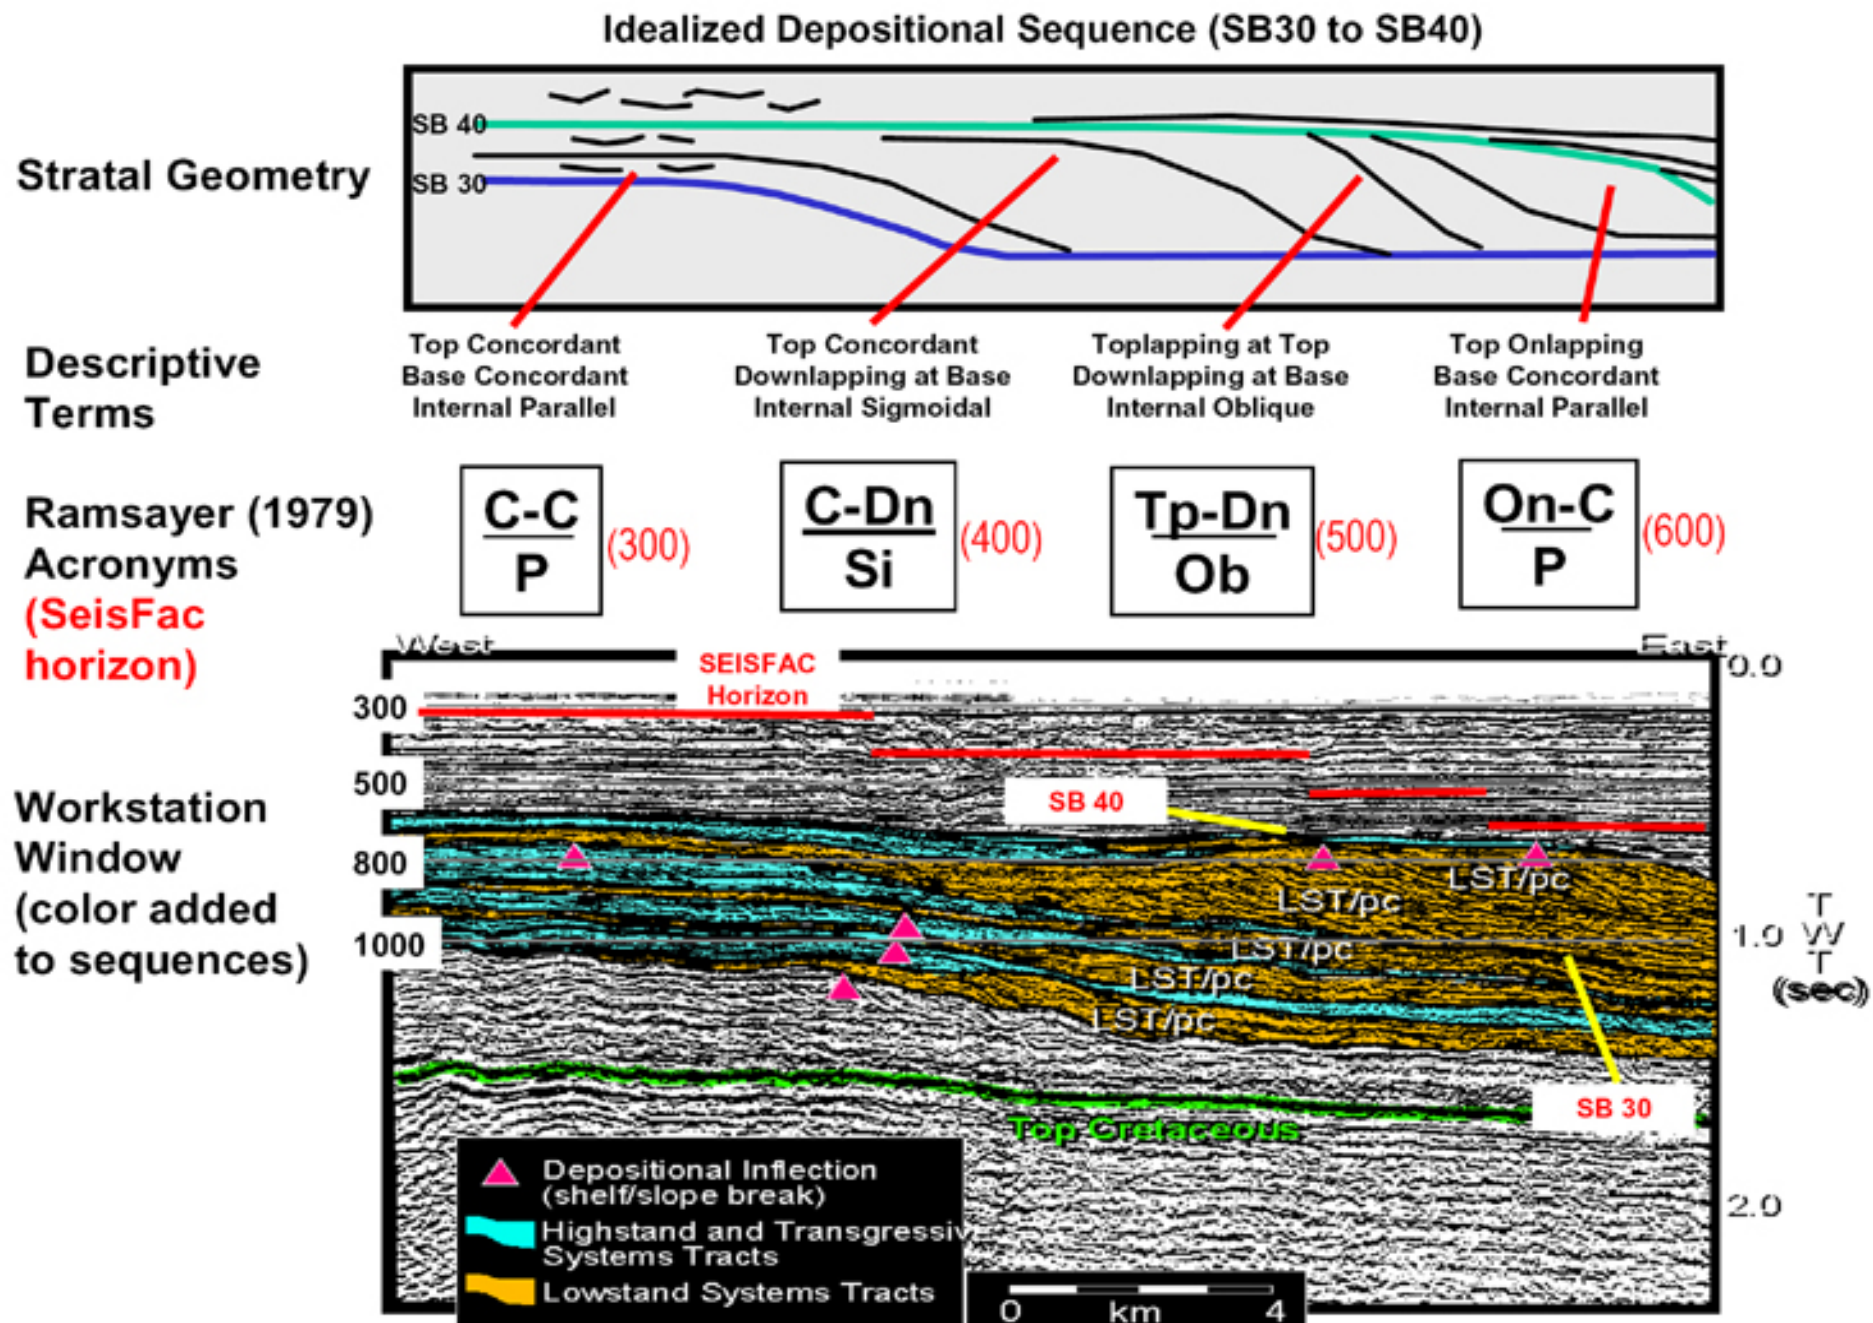 Idealized Depositional Sequence (SB30 to SB40)
Stratal Geometry
SB 40
SB 30
Descriptive
Terms
Top Concordant
Base Concordant
Internal Parallel
Top Concordant
Downlapping at Base
Internal Sigmoidal
Toplapping at Top
Downlapping at Base
Internal Oblique
Top Onlapping
Base Concordant
Internal Parallel
Ramsayer (1979)
Acronyms
(SeisFac
horizon)
C-C
P
(300)
C-Dn
Si
(400)
Tp-Dn
Ob
(500)
On-C
P
(600)
West
East
SEISFAC
Horizon
Workstation
Window
(color added
to sequences)
300
500
800
1000
0.0
1.0
2.0
T
W
T
(sec)
SB 40
LST/pc
LST/pc
LST/pc
LST/pc
LST/pc
SB 30
Top Cretaceous
Depositional Inflection
(shelf/slope break)
Highstand and Transgressiv
Systems Tracts
Lowstand Systems Tracts
0 km 4